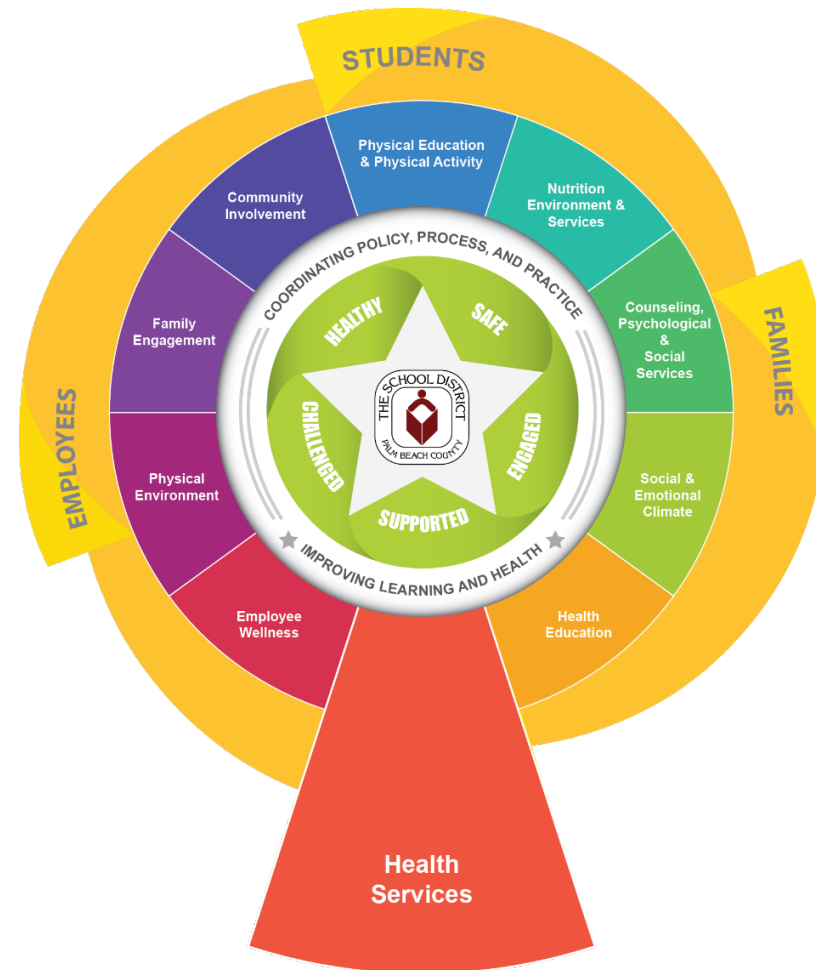 STUDENTS
Physical Education
& Physical Activity
Community
Involvement
Nutrition
Environment &
Services
COORDINATING POLICY, PROCESS, AND PRACTICE
HEALTHY
SAFE
Family
Engagement
Counseling,
Psychological
&
Social
Services
FAMILIES
EMPLOYEES
THE SCHOOL DISTRICT
PALM BEACH COUNTY
CHALLENGED
ENGAGED
SUPPORTED
Physical
Environment
Social &
Emotional
Climate
IMPROVING LEARNING AND HEALTH
Employee
Wellness
Health
Education
Health
Services